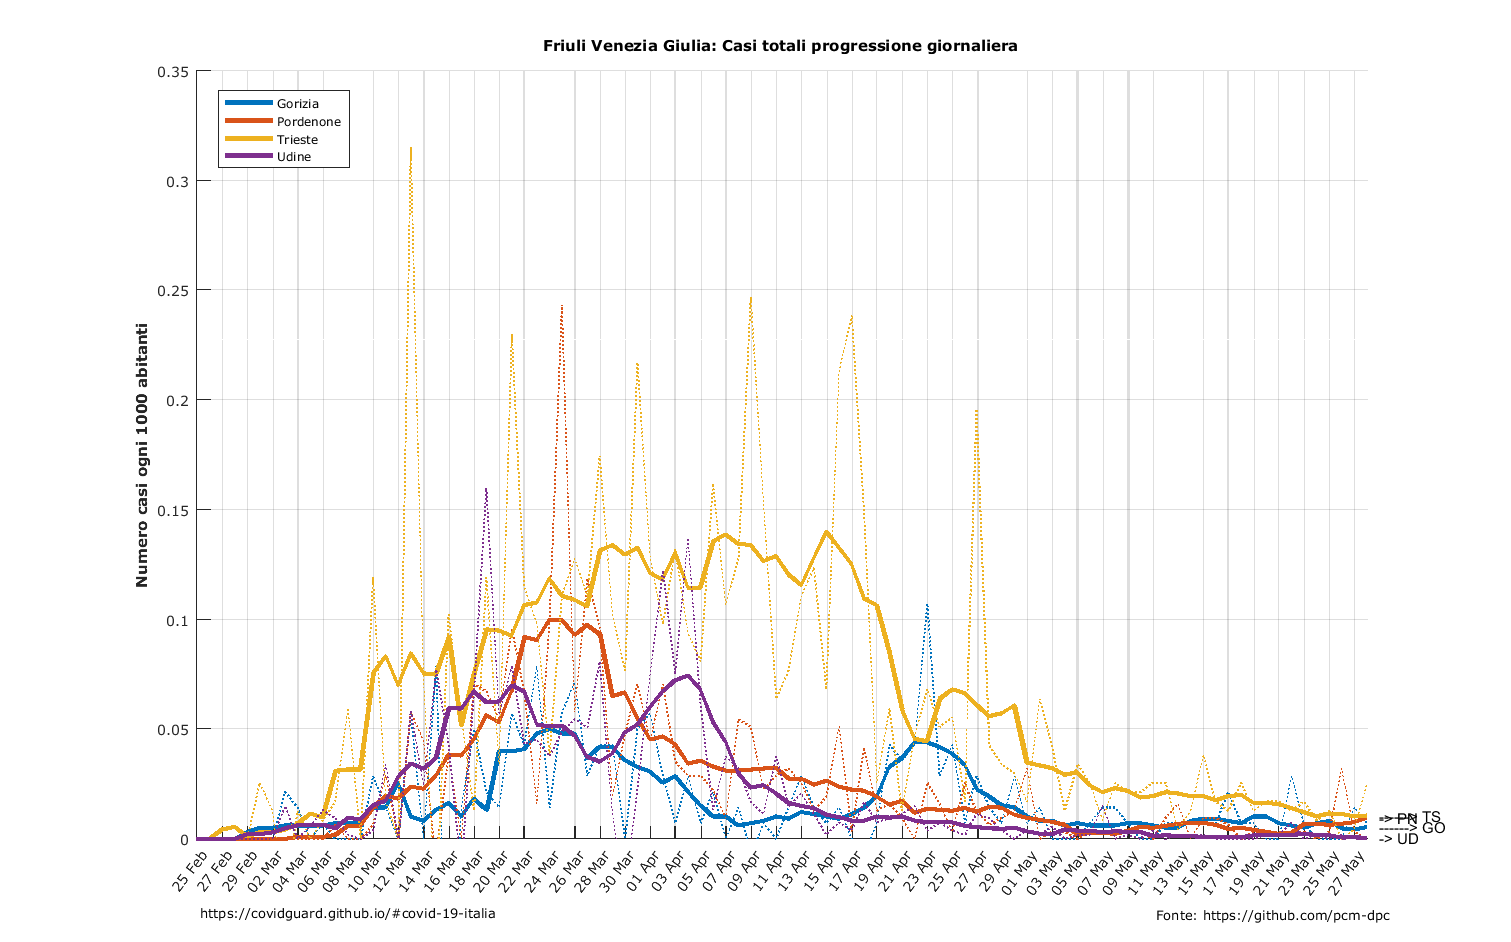 Friuli Venezia Giulia: Casi totali progressione giornaliera
Numero casi ogni 1000 abitanti
0.35
0.3
0.25
0.2
0.15
0.1
0.05
0
Gorizia
Pordenone
Trieste
Udine
25 Feb
27 Feb
29 Feb
02 Mar
04 Mar
06 Mar
08 Mar
10 Mar
12 Mar
14 Mar
16 Mar
18 Mar
20 Mar
22 Mar
24 Mar
26 Mar
28 Mar
30 Mar
01 Apr
03 Apr
05 Apr
07 Apr
09 Apr
11 Apr
13 Apr
15 Apr
17 Apr
19 Apr
21 Apr
23 Apr
25 Apr
27 Apr
29 Apr
01 May
03 May
05 May
07 May
09 May
11 May
13 May
15 May
17 May
19 May
21 May
23 May
25 May
27 May
-> PN
----> TS
------> GO
-> UD
https://covidguard.github.io/#covid-19-italia
Fonte: https://github.com/pcm-dpc